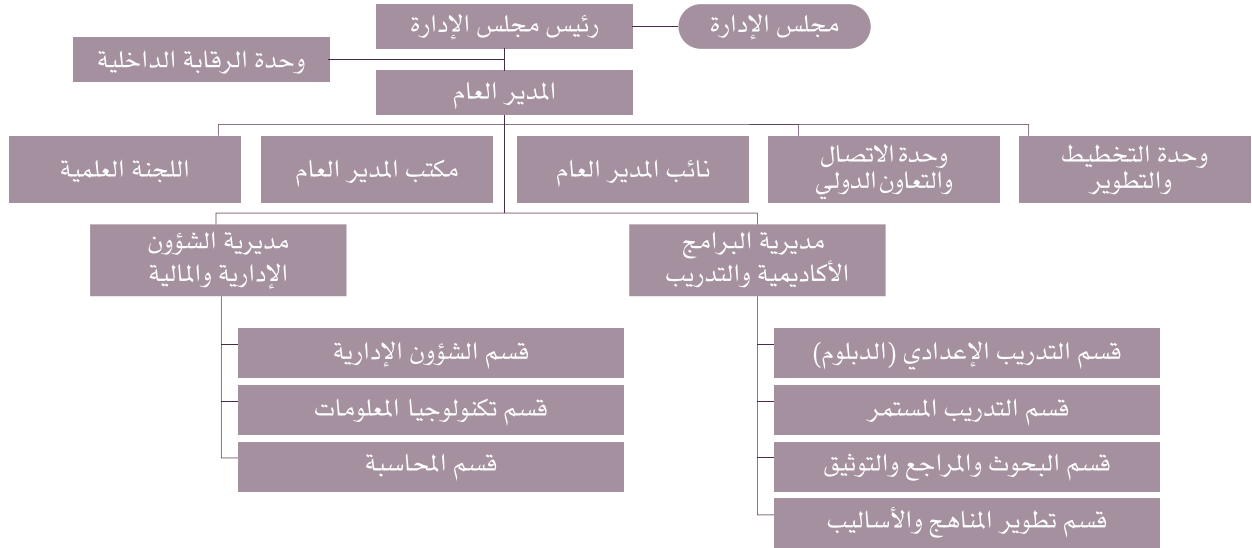 مجلس الإدارة
رئيس مجلس الإدارة
وحدة الرقابة الداخلية
المدير العام
وحدة التخطيط
والتطوير
وحدة الاتصال
والتعاون الدولي
نائب المدير العام
مكتب المدير العام
اللجنة العلمية
مديرية البرامج
الأكاديمية والتدريب
قسم التدريب الإعدادي (الدبلوم)
قسم التدريب المستمر
قسم البحوث والمراجع والتوثيق
قسم تطوير المناهج والأساليب
مديرية الشؤون
الإدارية والمالية
قسم الشؤون الإدارية
قسم تكنولوجيا المعلومات
قسم المحاسبة